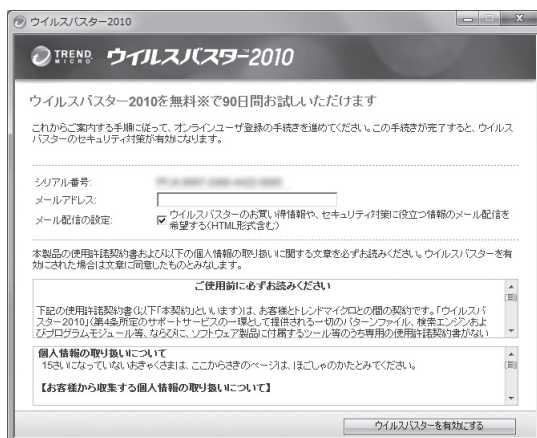 ウイルスバスター2010
TREND MICRO ウイルスバスター™2010
ウイルスバスター2010を無料※で90日間お試しいただけます
これからご案内する手順に従って、オンラインユーザ登録の手続きを進めてください。この手続きが完了すると、ウイルス
バスターのセキュリティ対策が有効になります。
シリアル番号:
メールアドレス:
メール配信の設定: ウイルスバスターのお買い得情報や、セキュリティ対策に役立つ情報のメール配信を
希望する(HTML形式含む)
本製品の使用許諾契約書および以下の個人情報の取り扱いに関する文章を必ずお読みください。ウイルスバスターを有
効にされた場合は文章に同意したものとみなします。
ご使用前に必ずお読みください
下記の使用許諾契約書(以下「本契約」といいます)は、お客様とトレンドマイクロとの間の契約です。「ウイルスバ
スター2010」(第4条所定のサポートサービスの一環として提供される一切のパターンファイル、検索エンジンおよ
びプログラムモジュール等、ならびに、ソフトウェア製品に付属するツール等のうち専用の使用許諾契約書がない
個人情報の取り扱いについて
15さいになっていないおきゃくさまは、ここからさきのページは、ほごしゃのかたとみてください。
【お客様から収集する個人情報の取り扱いについて】
ウイルスバスターを有効にする